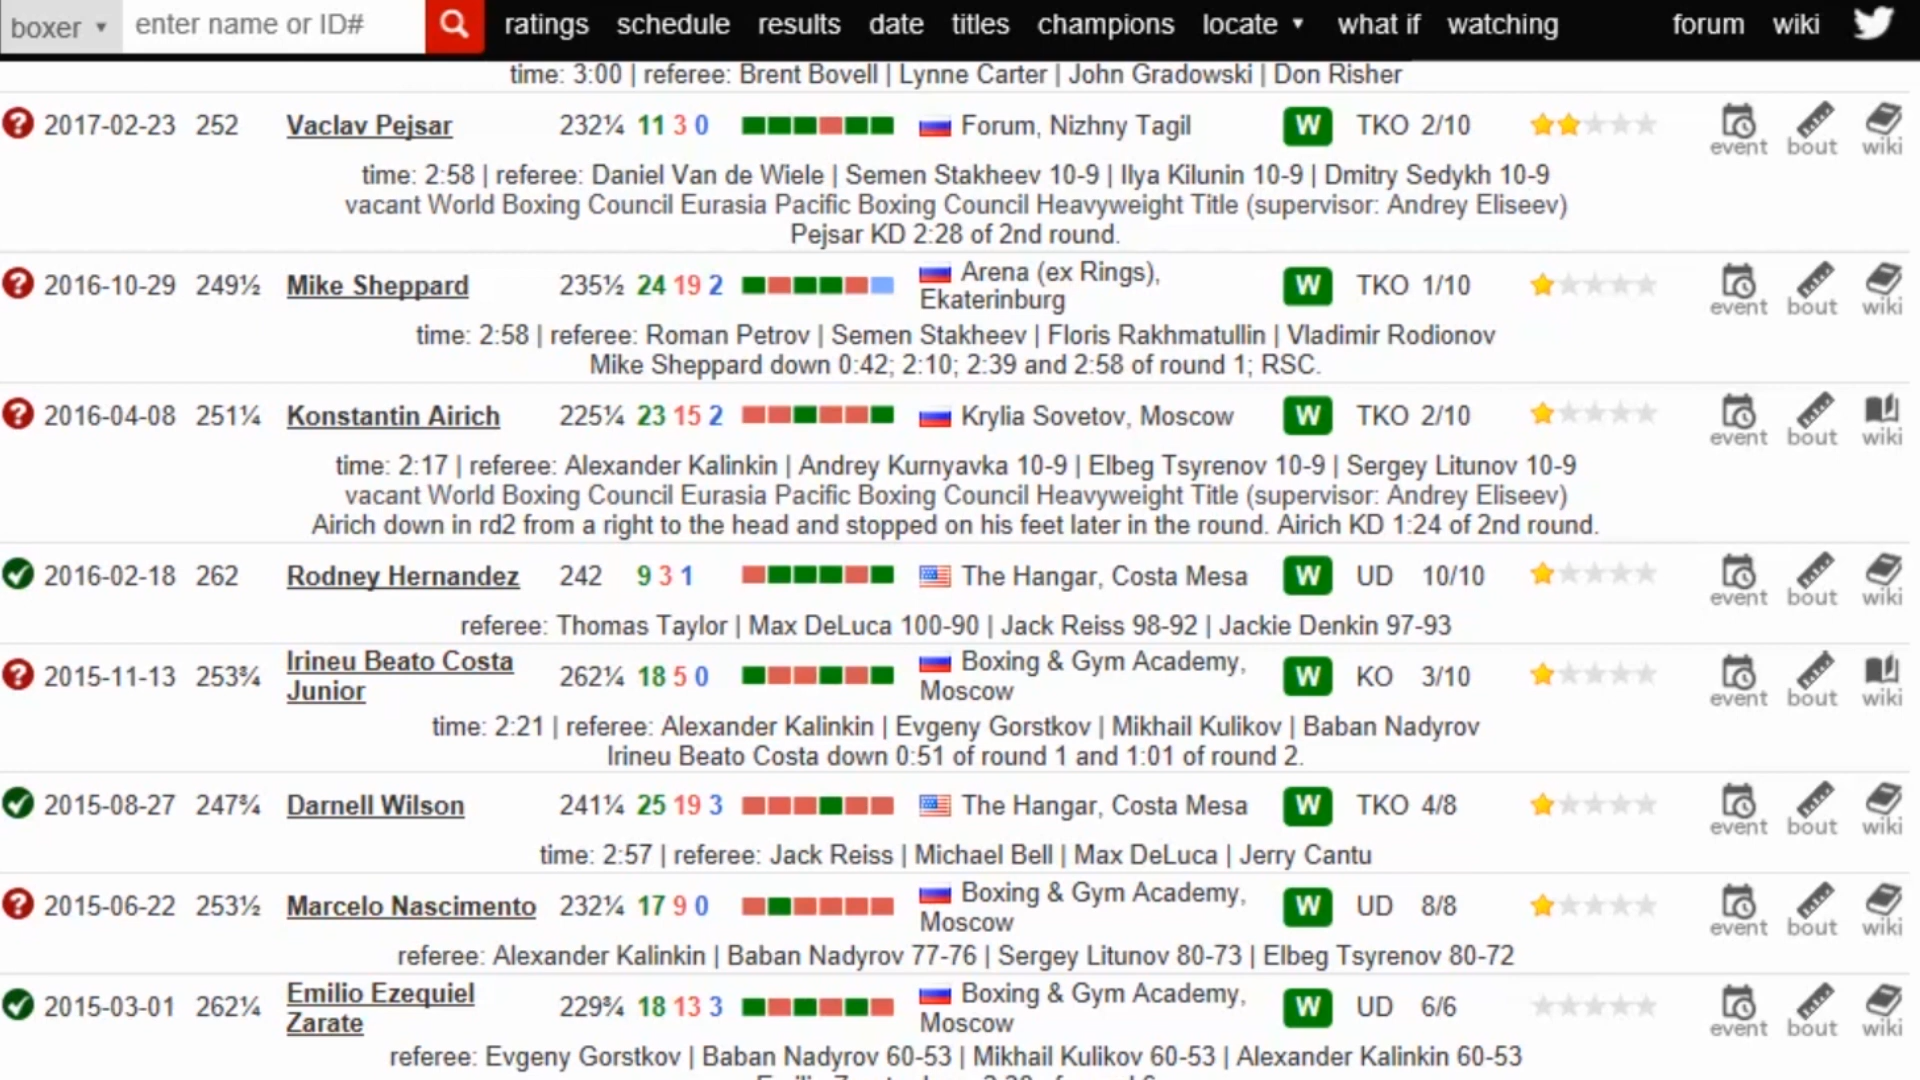 boxer ▾ enter name or ID# ratings schedule results date titles champions locate ▾ what if watching forum wiki
time: 3:00 | referee: Brent Bovell | Lynne Carter | John Gradowski | Don Risher
2017-02-23 252 Vaclav Pejsar 232¼ 11 3 0 Forum, Nizhny Tagil W TKO 2/10 event bout wiki
time: 2:58 | referee: Daniel Van de Wiele | Semen Stakheev 10-9 | Ilya Kilunin 10-9 | Dmitry Sedykh 10-9
vacant World Boxing Council Eurasia Pacific Boxing Council Heavyweight Title (supervisor: Andrey Eliseev)
Pejsar KD 2:28 of 2nd round.
2016-10-29 249½ Mike Sheppard 235½ 24 19 2 Arena (ex Rings), Ekaterinburg W TKO 1/10 event bout wiki
time: 2:58 | referee: Roman Petrov | Semen Stakheev | Floris Rakhmatullin | Vladimir Rodionov
Mike Sheppard down 0:42; 2:10; 2:39 and 2:58 of round 1; RSC.
2016-04-08 251¼ Konstantin Airich 225¼ 23 15 2 Krylia Sovetov, Moscow W TKO 2/10 event bout wiki
time: 2:17 | referee: Alexander Kalinkin | Andrey Kurnyavka 10-9 | Elbeg Tsyrenov 10-9 | Sergey Litunov 10-9
vacant World Boxing Council Eurasia Pacific Boxing Council Heavyweight Title (supervisor: Andrey Eliseev)
Airich down in rd2 from a right to the head and stopped on his feet later in the round. Airich KD 1:24 of 2nd round.
2016-02-18 262 Rodney Hernandez 242 9 3 1 The Hangar, Costa Mesa W UD 10/10 event bout wiki
referee: Thomas Taylor | Max DeLuca 100-90 | Jack Reiss 98-92 | Jackie Denkin 97-93
2015-11-13 253¾ Irineu Beato Costa Junior 262¼ 18 5 0 Boxing & Gym Academy, Moscow W KO 3/10 event bout wiki
time: 2:21 | referee: Alexander Kalinkin | Evgeny Gorstkov | Mikhail Kulikov | Baban Nadyrov
Irineu Beato Costa down 0:51 of round 1 and 1:01 of round 2.
2015-08-27 247¾ Darnell Wilson 241¼ 25 19 3 The Hangar, Costa Mesa W TKO 4/8 event bout wiki
time: 2:57 | referee: Jack Reiss | Michael Bell | Max DeLuca | Jerry Cantu
2015-06-22 253½ Marcelo Nascimento 232¼ 17 9 0 Boxing & Gym Academy, Moscow W UD 8/8 event bout wiki
referee: Alexander Kalinkin | Baban Nadyrov 77-76 | Sergey Litunov 80-73 | Elbeg Tsyrenov 80-72
2015-03-01 262¼ Emilio Ezequiel Zarate 229¾ 18 13 3 Boxing & Gym Academy, Moscow W UD 6/6 event bout wiki
referee: Evgeny Gorstkov | Baban Nadyrov 60-53 | Mikhail Kulikov 60-53 | Alexander Kalinkin 60-53